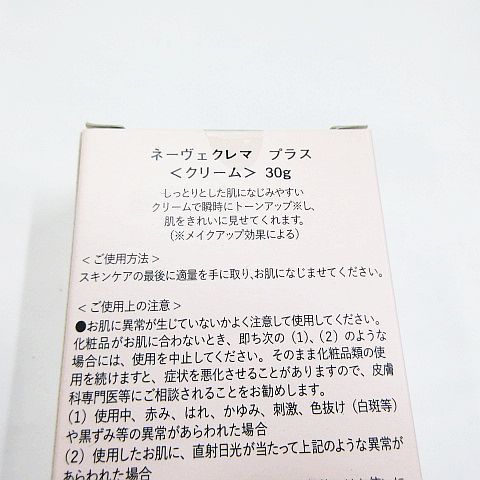 ネーヴェクレマ　プラス
＜クリーム＞ 30g
しっとりとした肌になじみやすい
クリームで瞬時にトーンアップ※し、
肌をきれいに見せてくれます。
（※メイクアップ効果による）
＜ご使用方法＞
スキンケアの最後に適量を手に取り、お肌になじませてください。
＜ご使用上の注意＞
●お肌に異常が生じていないかよく注意して使用してください。
化粧品がお肌に合わないとき、即ち次の（1）、（2）のような
場合には、使用を中止してください。そのまま化粧品類の使
用を続けますと、症状を悪化させることがありますので、皮膚
科専門医等にご相談されることをお勧めします。
（1）使用中、赤み、はれ、かゆみ、刺激、色抜け（白斑等）
や黒ずみ等の異常があらわれた場合
（2）使用したお肌に、直射日光が当たって上記のような異常が
あらわれた場合